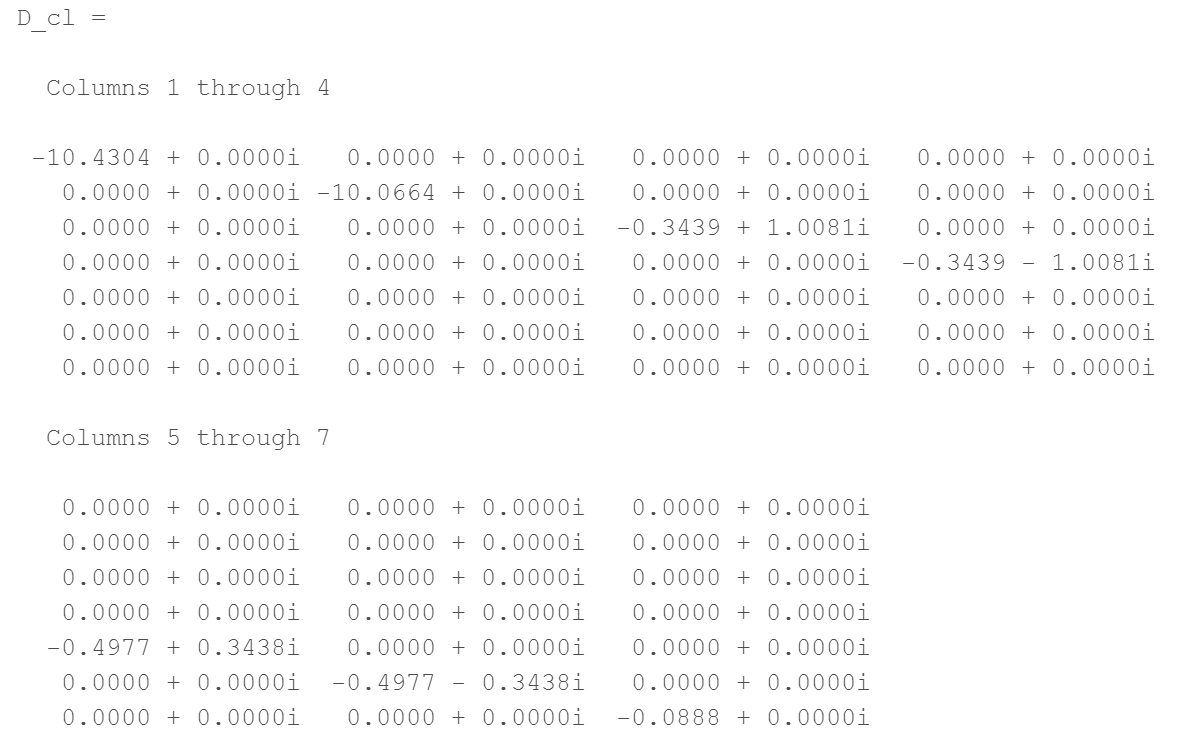 D_cl =
Columns 1 through 4
-10.4304 + 0.0000i 0.0000 + 0.0000i 0.0000 + 0.0000i 0.0000 + 0.0000i
0.0000 + 0.0000i -10.0664 + 0.0000i 0.0000 + 0.0000i 0.0000 + 0.0000i
0.0000 + 0.0000i 0.0000 + 0.0000i -0.3439 + 1.0081i 0.0000 + 0.0000i
0.0000 + 0.0000i 0.0000 + 0.0000i 0.0000 + 0.0000i -0.3439 - 1.0081i
0.0000 + 0.0000i 0.0000 + 0.0000i 0.0000 + 0.0000i 0.0000 + 0.0000i
0.0000 + 0.0000i 0.0000 + 0.0000i 0.0000 + 0.0000i 0.0000 + 0.0000i
0.0000 + 0.0000i 0.0000 + 0.0000i 0.0000 + 0.0000i 0.0000 + 0.0000i
Columns 5 through 7
0.0000 + 0.0000i 0.0000 + 0.0000i 0.0000 + 0.0000i
0.0000 + 0.0000i 0.0000 + 0.0000i 0.0000 + 0.0000i
0.0000 + 0.0000i 0.0000 + 0.0000i 0.0000 + 0.0000i
0.0000 + 0.0000i 0.0000 + 0.0000i 0.0000 + 0.0000i
-0.4977 + 0.3438i 0.0000 + 0.0000i 0.0000 + 0.0000i
0.0000 + 0.0000i -0.4977 - 0.3438i 0.0000 + 0.0000i
0.0000 + 0.0000i 0.0000 + 0.0000i -0.0888 + 0.0000i